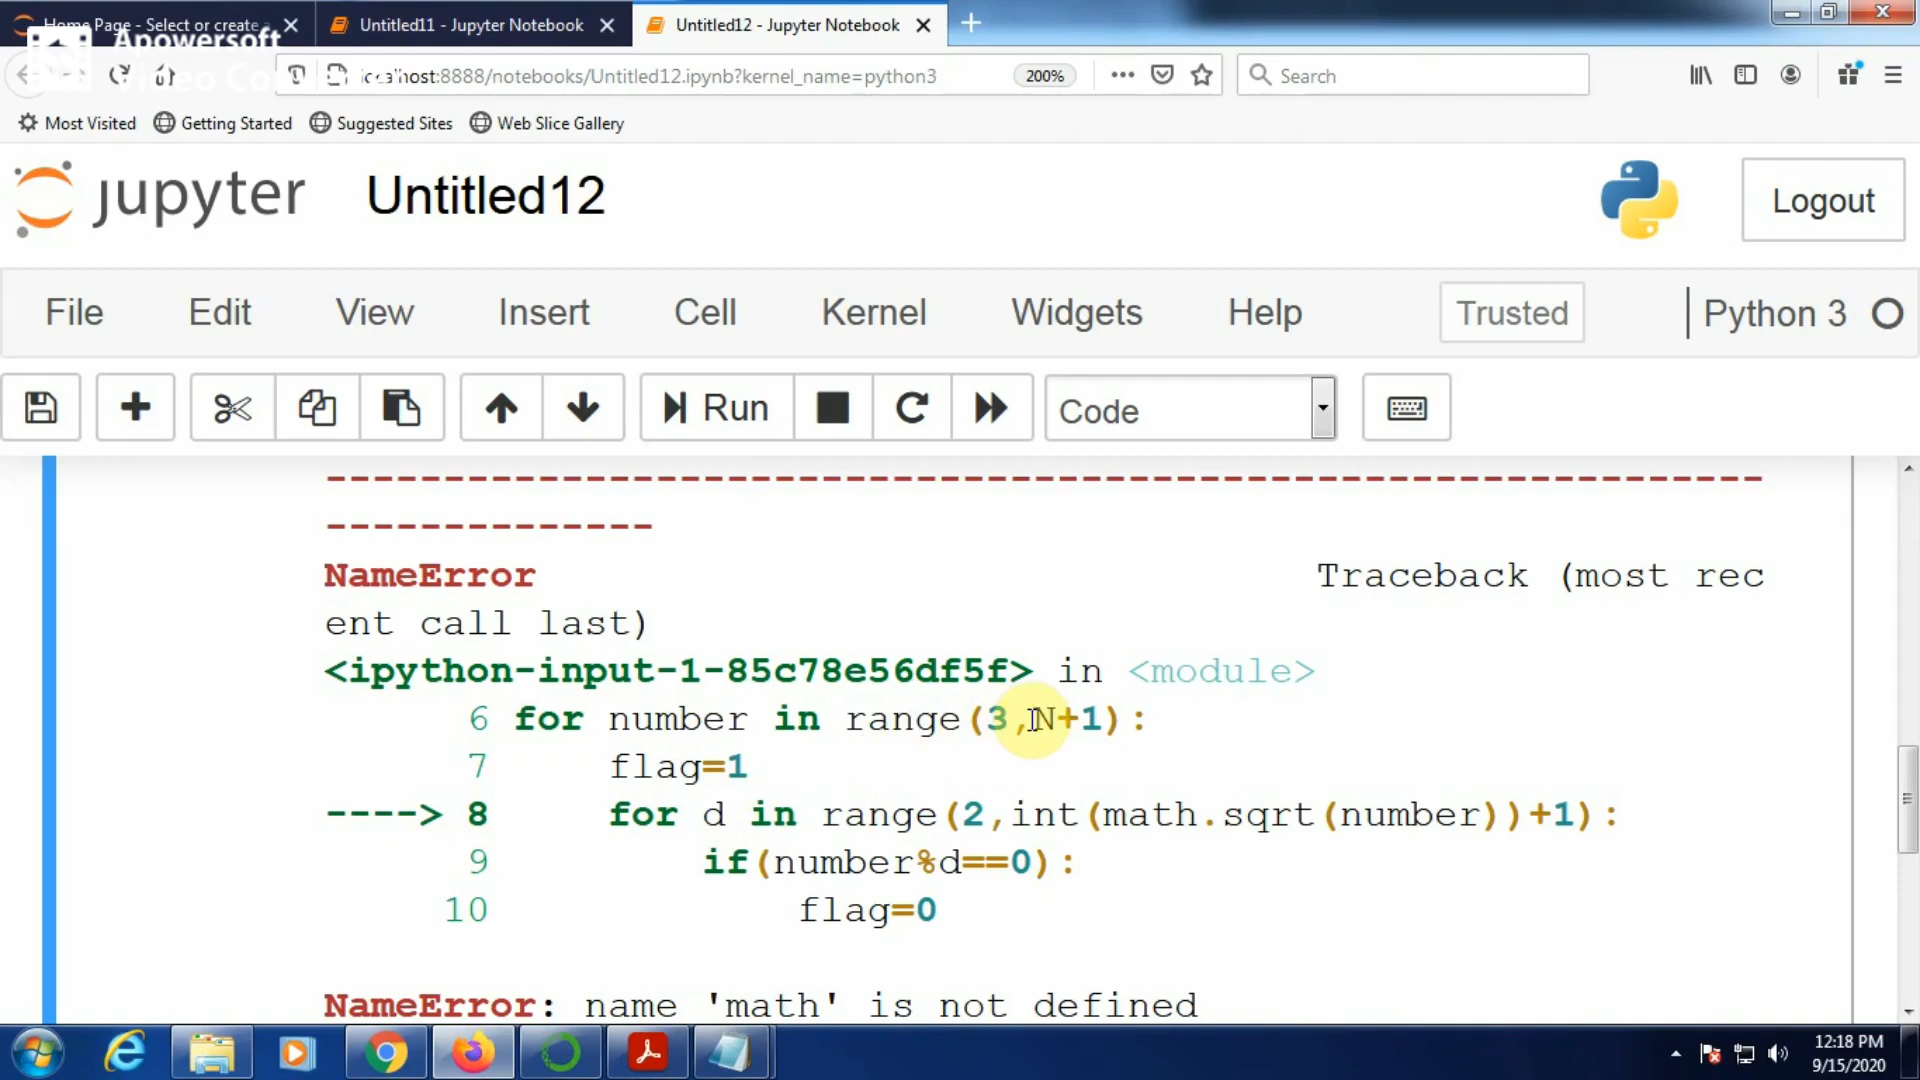 Home Page - Select or create a
Untitled11 - Jupyter Notebook
Untitled12 - Jupyter Notebook
Apowersoft
Video Converter
localhost:8888/notebooks/Untitled12.ipynb?kernel_name=python3
200%
Search
Most Visited
Getting Started
Suggested Sites
Web Slice Gallery
jupyter
Untitled12
Logout
File
Edit
View
Insert
Cell
Kernel
Widgets
Help
Trusted
Python 3
Run
Code
---------------------------------------------------------------------------
NameError Traceback (most rec
ent call last)
<ipython-input-1-85c78e56df5f> in <module>
6 for number in range(3,N+1):
7 flag=1
----> 8 for d in range(2,int(math.sqrt(number))+1):
9 if(number%d==0):
10 flag=0
NameError: name 'math' is not defined
12:18 PM
9/15/2020